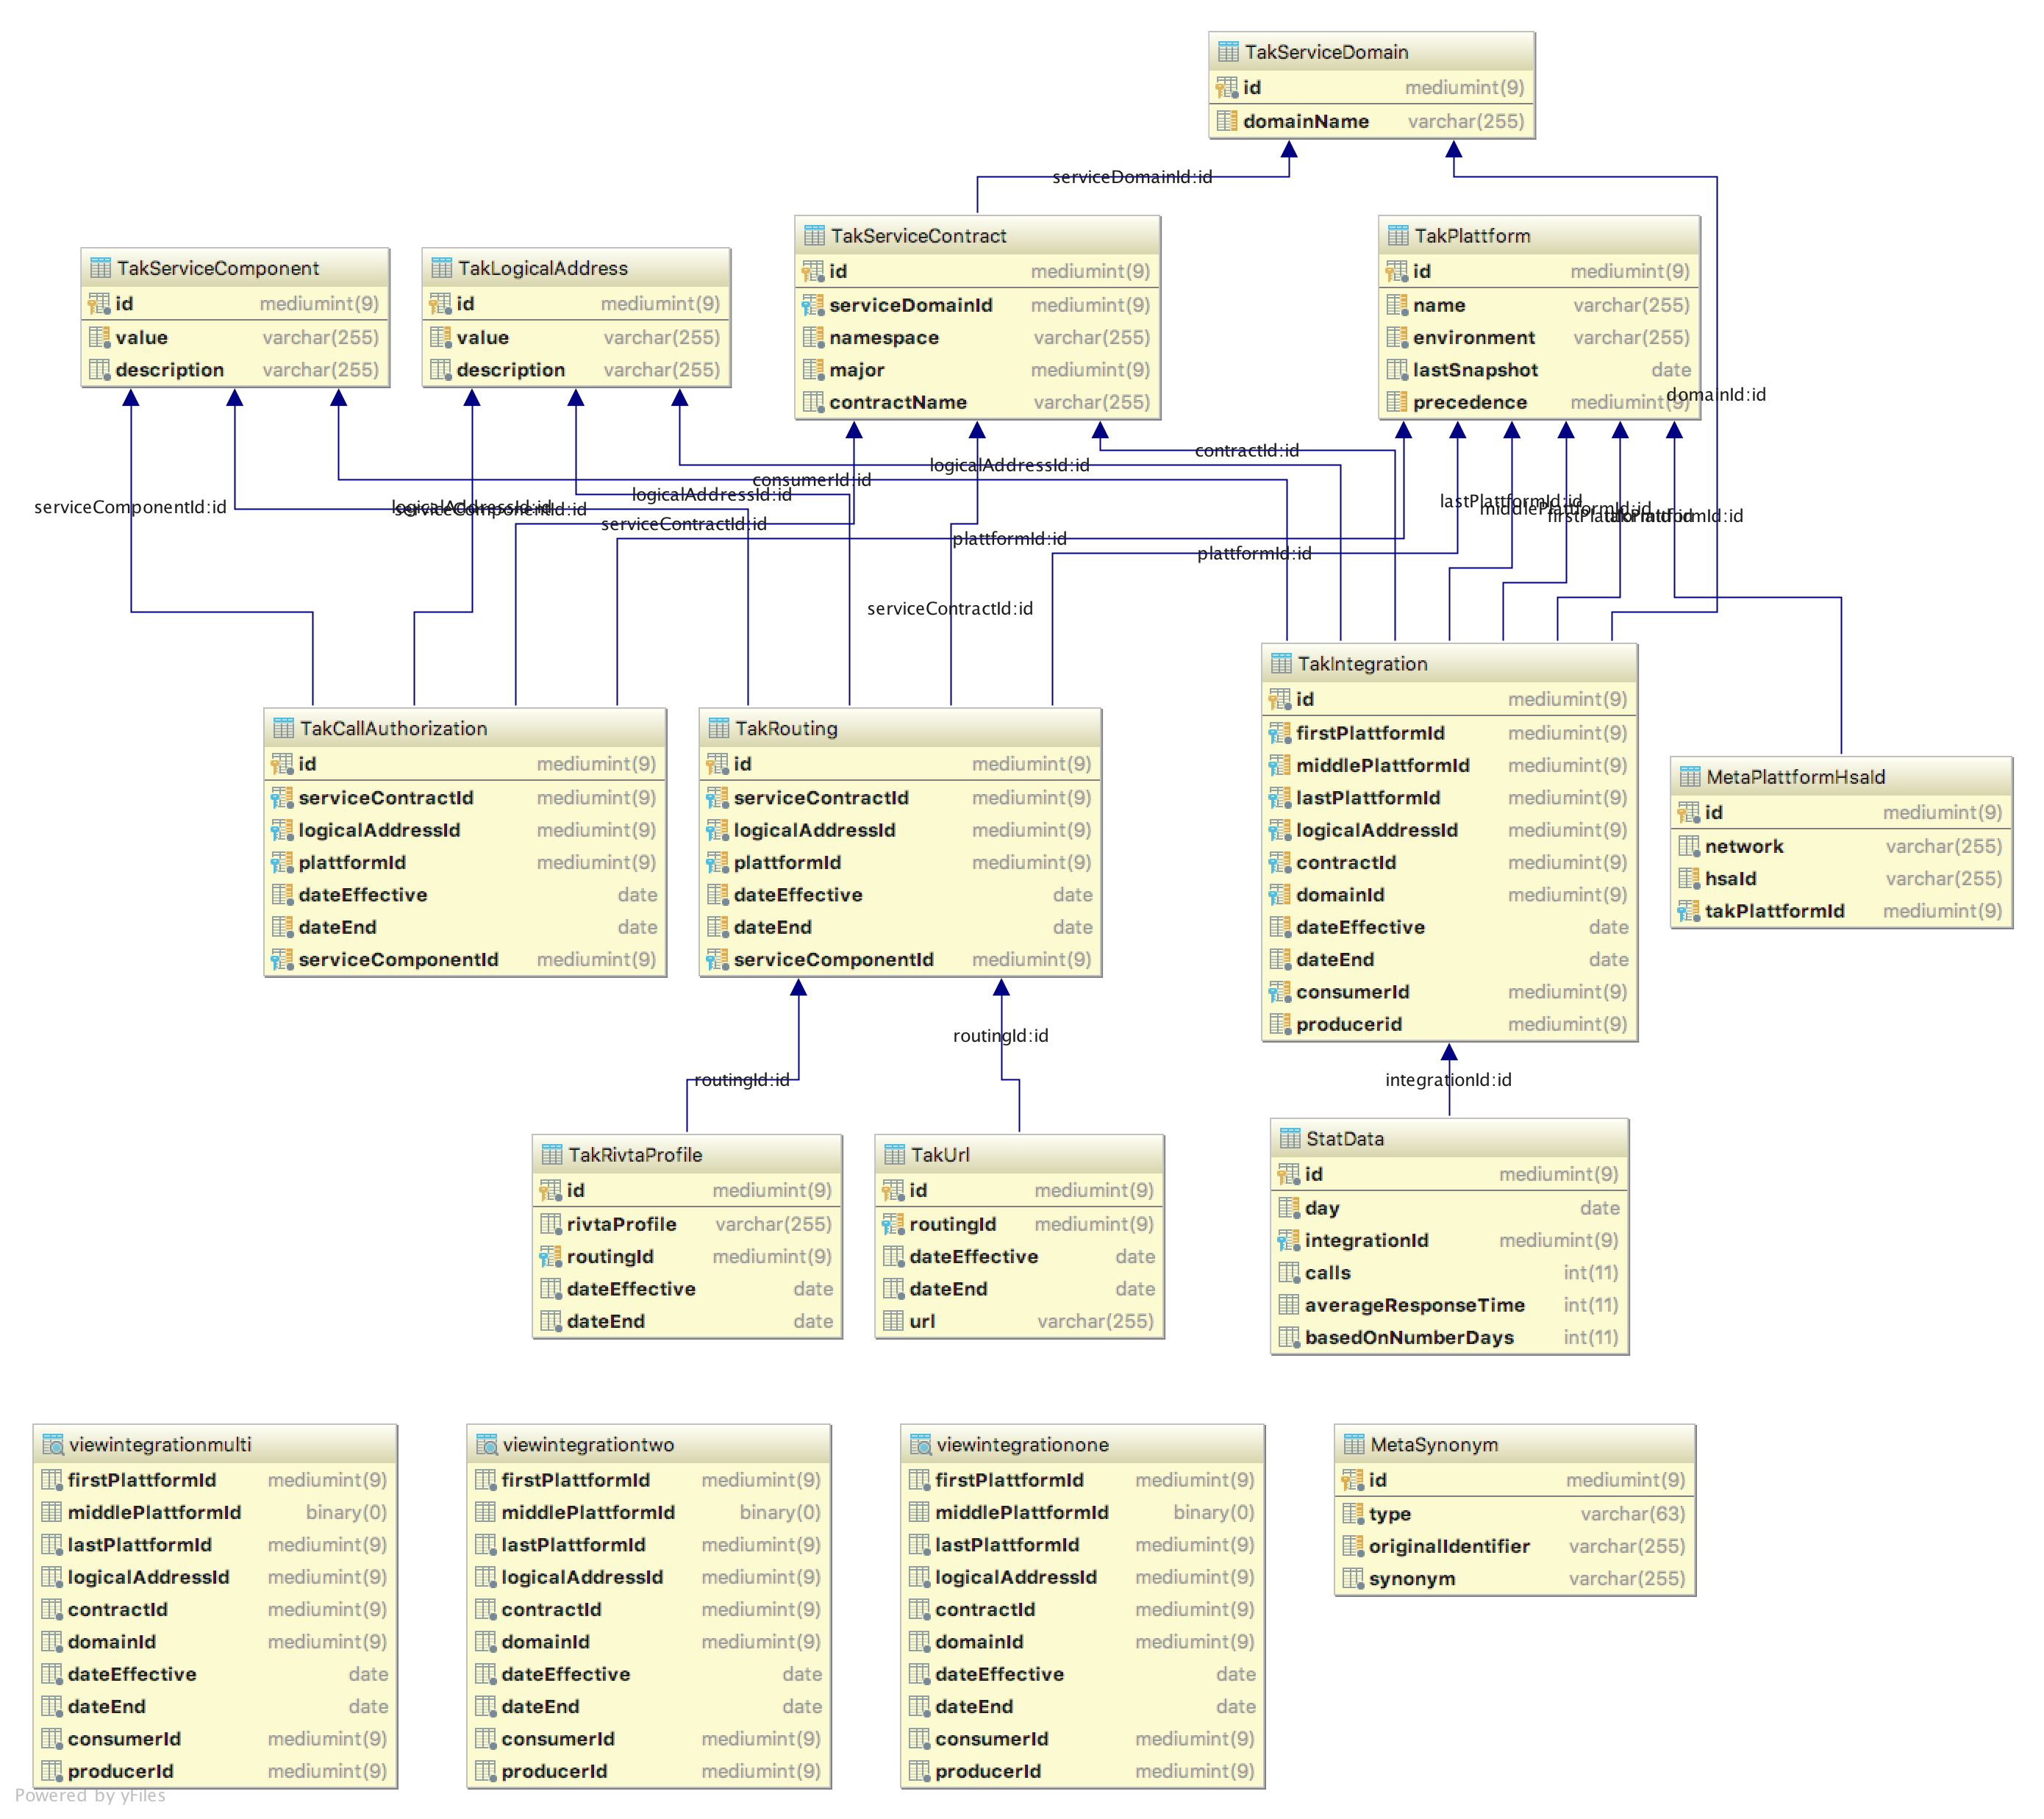 TakServiceDomain
id mediumint(9)
domainName varchar(255)
serviceDomainId:id
TakServiceComponent
id mediumint(9)
value varchar(255)
description varchar(255)
TakLogicalAddress
id mediumint(9)
value varchar(255)
description varchar(255)
TakServiceContract
id mediumint(9)
serviceDomainId mediumint(9)
namespace varchar(255)
major mediumint(9)
contractName varchar(255)
TakPlattform
id mediumint(9)
name varchar(255)
environment varchar(255)
lastSnapshot date
precedence mediumint(9)
domainId:id
contractId:id
logicalAddressId:id
consumerId:id
logicalAddressId:id
serviceComponentId:id
logicalAddressId:id
serviceComponentId:id
serviceContractId:id
lastPlattformId:id
middlePlattformId:id
firstPlattformId:id
takPlattformId:id
plattformId:id
plattformId:id
serviceContractId:id
TakCallAuthorization
id mediumint(9)
serviceContractId mediumint(9)
logicalAddressId mediumint(9)
plattformId mediumint(9)
dateEffective date
dateEnd date
serviceComponentId mediumint(9)
TakRouting
id mediumint(9)
serviceContractId mediumint(9)
logicalAddressId mediumint(9)
plattformId mediumint(9)
dateEffective date
dateEnd date
serviceComponentId mediumint(9)
TakIntegration
id mediumint(9)
firstPlattformId mediumint(9)
middlePlattformId mediumint(9)
lastPlattformId mediumint(9)
logicalAddressId mediumint(9)
contractId mediumint(9)
domainId mediumint(9)
dateEffective date
dateEnd date
consumerId mediumint(9)
producerid mediumint(9)
MetaPlattformHsaId
id mediumint(9)
network varchar(255)
hsaId varchar(255)
takPlattformId mediumint(9)
routingId:id
routingId:id
integrationId:id
TakRivtaProfile
id mediumint(9)
rivtaProfile varchar(255)
routingId mediumint(9)
dateEffective date
dateEnd date
TakUrl
id mediumint(9)
routingId mediumint(9)
dateEffective date
dateEnd date
url varchar(255)
StatData
id mediumint(9)
day date
integrationId mediumint(9)
calls int(11)
averageResponseTime int(11)
basedOnNumberDays int(11)
viewintegrationmulti
firstPlattformId mediumint(9)
middlePlattformId binary(0)
lastPlattformId mediumint(9)
logicalAddressId mediumint(9)
contractId mediumint(9)
domainId mediumint(9)
dateEffective date
dateEnd date
consumerId mediumint(9)
producerId mediumint(9)
viewintegrationtwo
firstPlattformId mediumint(9)
middlePlattformId binary(0)
lastPlattformId mediumint(9)
logicalAddressId mediumint(9)
contractId mediumint(9)
domainId mediumint(9)
dateEffective date
dateEnd date
consumerId mediumint(9)
producerId mediumint(9)
viewintegrationone
firstPlattformId mediumint(9)
middlePlattformId binary(0)
lastPlattformId mediumint(9)
logicalAddressId mediumint(9)
contractId mediumint(9)
domainId mediumint(9)
dateEffective date
dateEnd date
consumerId mediumint(9)
producerId mediumint(9)
MetaSynonym
id mediumint(9)
type varchar(63)
originalIdentifier varchar(255)
synonym varchar(255)
Powered by yFiles